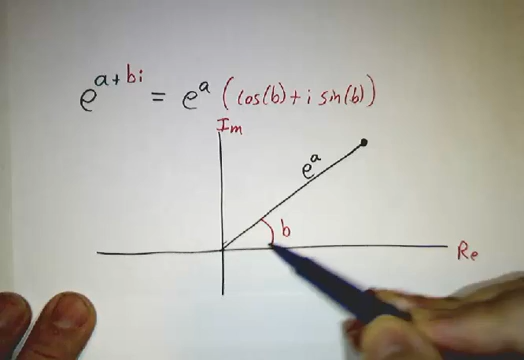 e^{a+bi} = e^a (cos(b)+i sin(b))
Im
e^a
b
Re